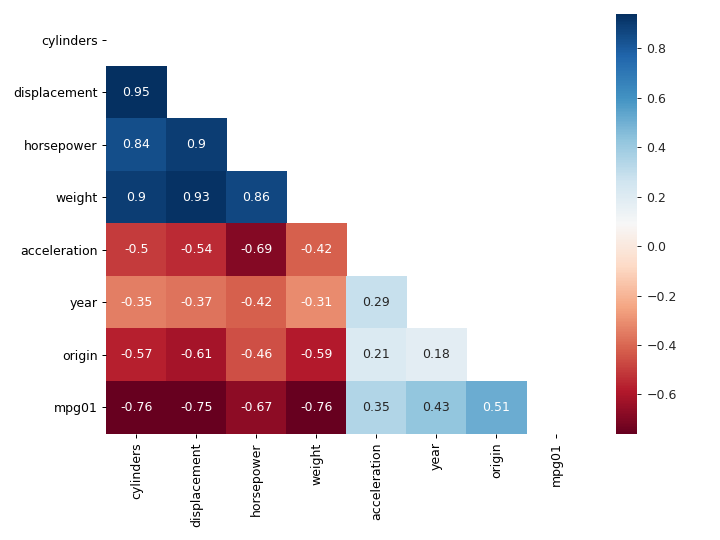 cylinders
displacement 0.95
horsepower 0.84 0.9
weight 0.9 0.93 0.86
acceleration -0.5 -0.54 -0.69 -0.42
year -0.35 -0.37 -0.42 -0.31 0.29
origin -0.57 -0.61 -0.46 -0.59 0.21 0.18
mpg01 -0.76 -0.75 -0.67 -0.76 0.35 0.43 0.51
cylinders displacement horsepower weight acceleration year origin mpg01
0.8
0.6
0.4
0.2
0.0
−0.2
−0.4
−0.6